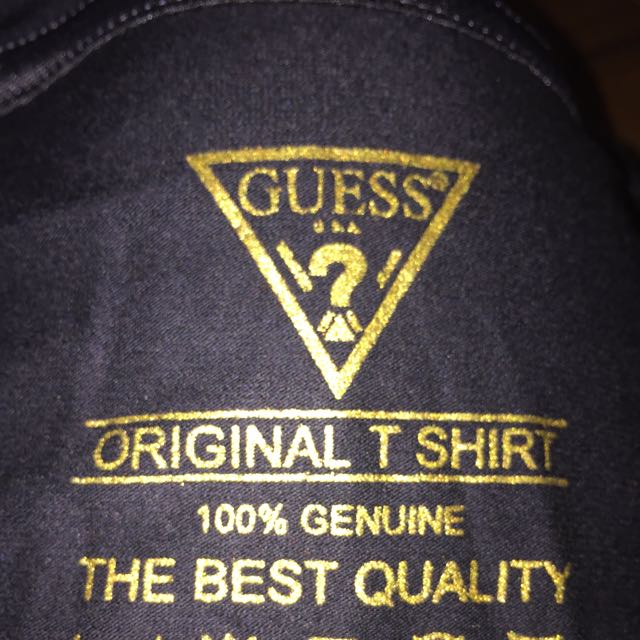 GUESS®
?
ORIGINAL T SHIRT
100% GENUINE
THE BEST QUALITY